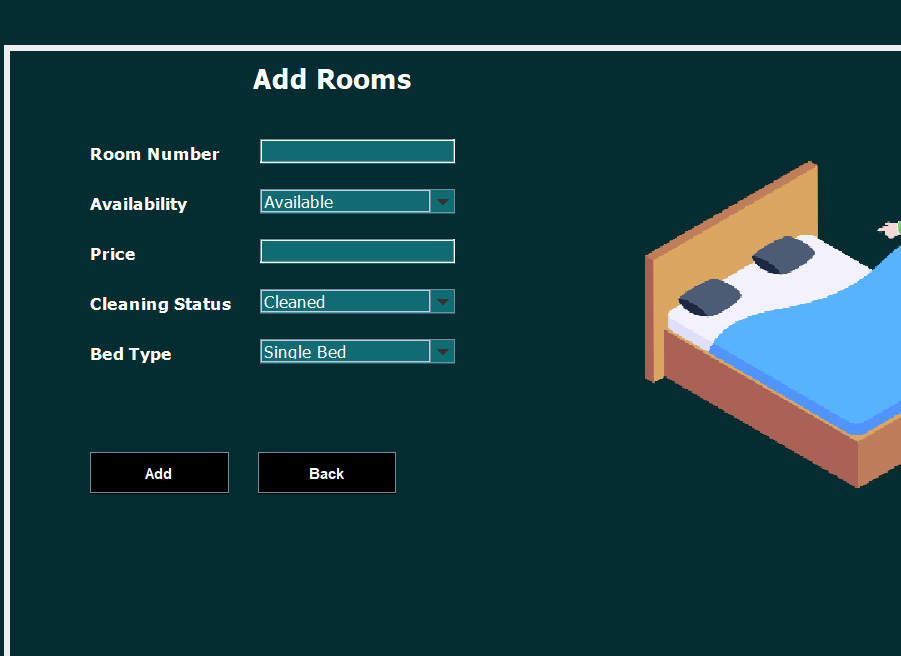 Add Rooms
Room Number
Availability Available
Price
Cleaning Status Cleaned
Bed Type Single Bed
Add Back